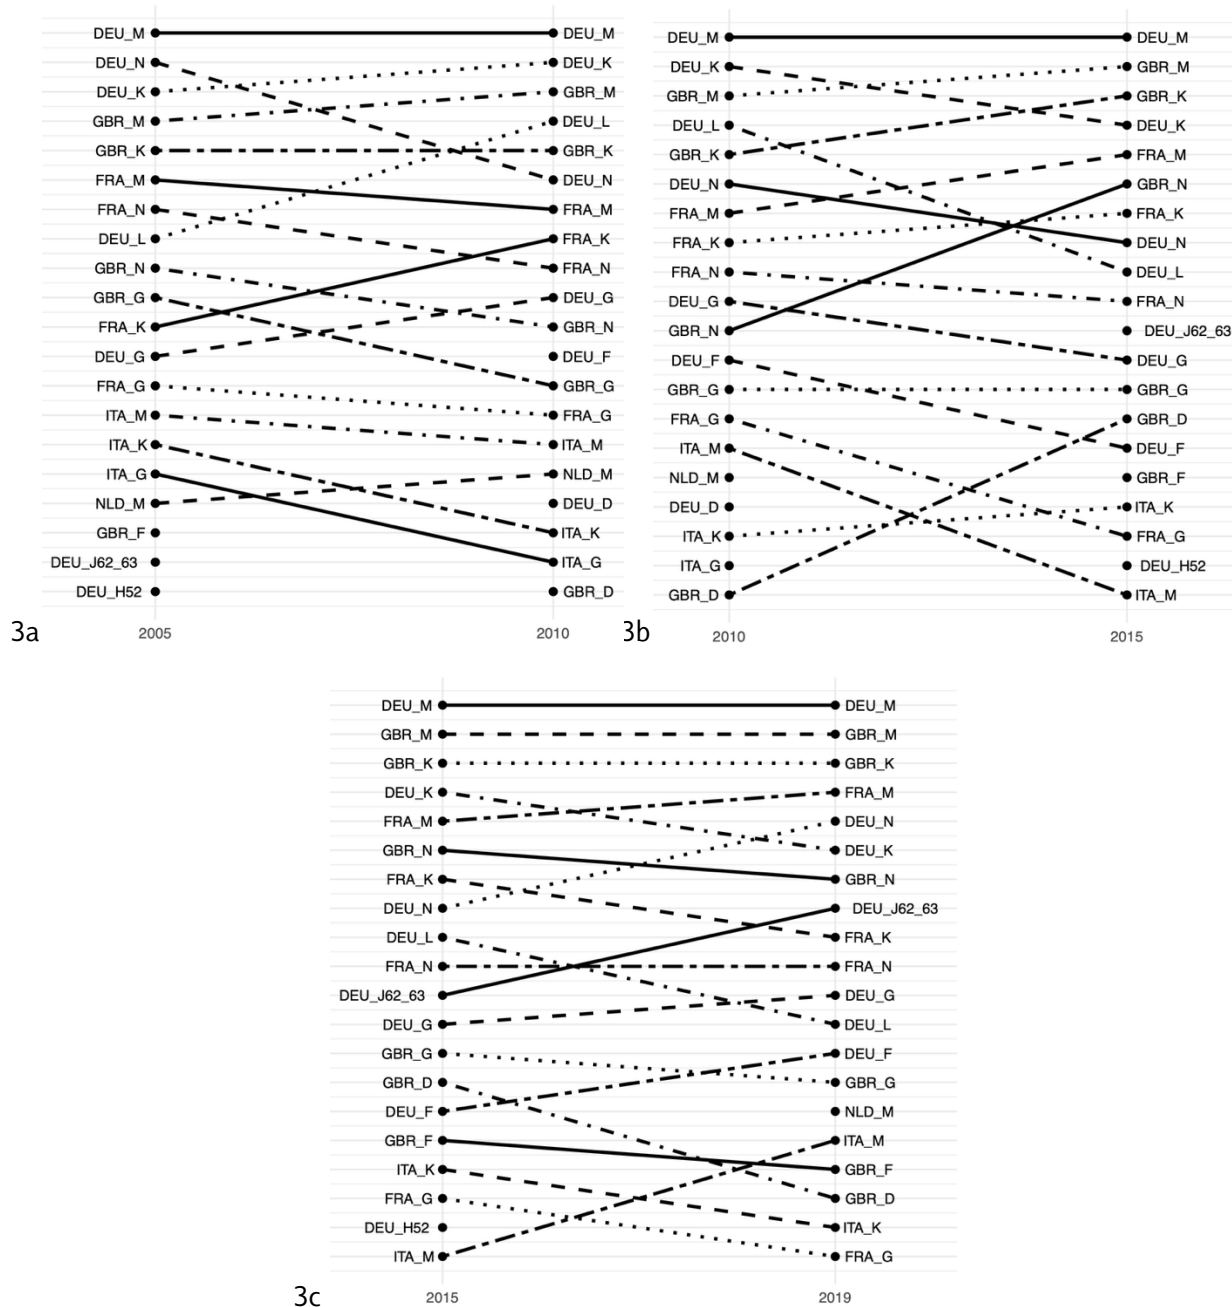 DEU_M DEU_M
DEU_N DEU_K
DEU_K GBR_M
GBR_M DEU_L
GBR_K GBR_K
FRA_M DEU_N
FRA_N FRA_M
DEU_L FRA_K
GBR_N FRA_N
GBR_G DEU_G
FRA_K GBR_N
DEU_G DEU_F
FRA_G GBR_G
ITA_M FRA_G
ITA_K ITA_M
ITA_G NLD_M
NLD_M DEU_D
GBR_F ITA_K
DEU_J62_63 ITA_G
DEU_H52 GBR_D
3a
2005 2010
DEU_M DEU_M
DEU_K GBR_M
GBR_M GBR_K
DEU_L DEU_K
GBR_K FRA_M
DEU_N GBR_N
FRA_M FRA_K
FRA_K DEU_N
FRA_N DEU_L
DEU_G FRA_N
GBR_N DEU_J62_63
DEU_F DEU_G
GBR_G GBR_G
FRA_G GBR_D
ITA_M DEU_F
NLD_M GBR_F
DEU_D ITA_K
ITA_K FRA_G
ITA_G DEU_H52
GBR_D ITA_M
3b
2010 2015
DEU_M DEU_M
GBR_M GBR_M
GBR_K GBR_K
DEU_K FRA_M
FRA_M DEU_N
GBR_N DEU_K
FRA_K GBR_N
DEU_N DEU_J62_63
DEU_L FRA_K
FRA_N FRA_N
DEU_J62_63 DEU_G
DEU_G DEU_L
GBR_G DEU_F
GBR_D GBR_G
DEU_F NLD_M
GBR_F ITA_M
ITA_K GBR_F
FRA_G GBR_D
DEU_H52 ITA_K
ITA_M FRA_G
3c
2015 2019